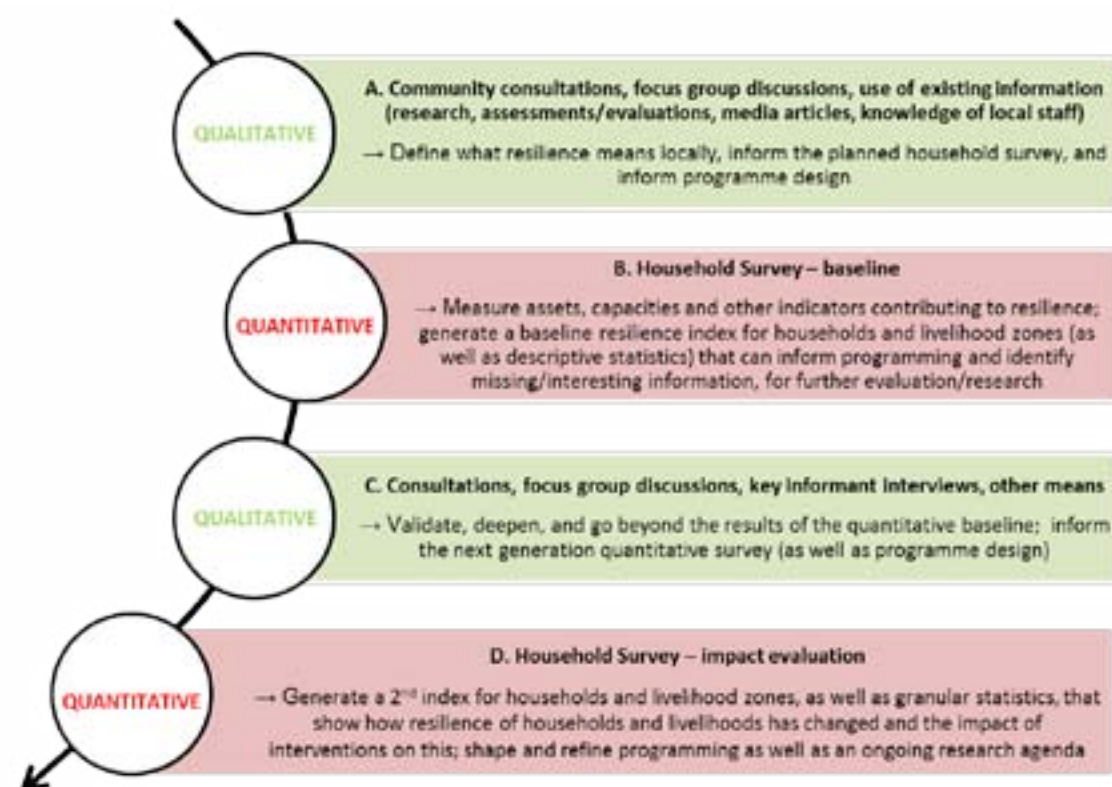 QUALITATIVE
A. Community consultations, focus group discussions, use of existing information
(research, assessments/evaluations, media articles, knowledge of local staff)
→ Define what resilience means locally, inform the planned household survey, and
inform programme design
QUANTITATIVE
B. Household Survey – baseline
→ Measure assets, capacities and other indicators contributing to resilience;
generate a baseline resilience index for households and livelihood zones (as
well as descriptive statistics) that can inform programming and identify
missing/interesting information, for further evaluation/research
QUALITATIVE
C. Consultations, focus group discussions, key informant interviews, other means
→ Validate, deepen, and go beyond the results of the quantitative baseline; inform
the next generation quantitative survey (as well as programme design)
QUANTITATIVE
D. Household Survey – impact evaluation
→ Generate a 2nd index for households and livelihood zones, as well as granular statistics, that
show how resilience of households and livelihoods has changed and the impact of
interventions on this; shape and refine programming as well as an ongoing research agenda